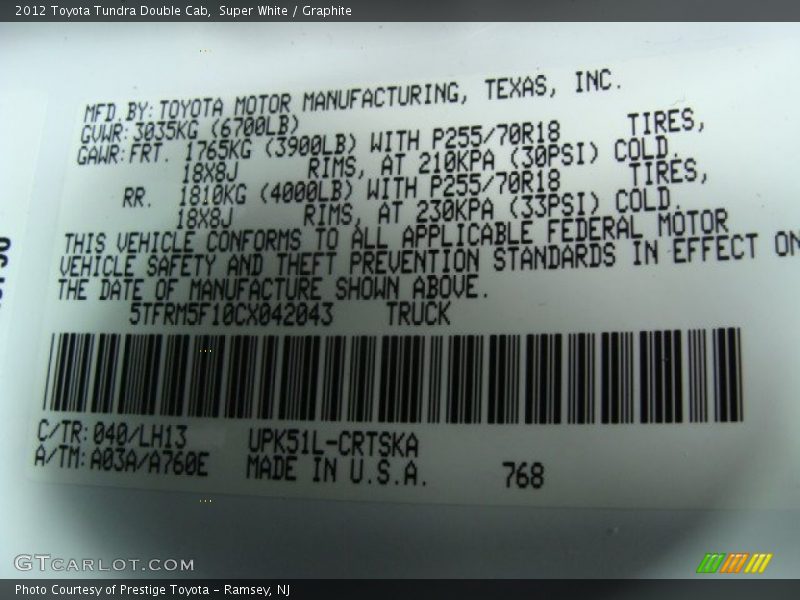 2012 Toyota Tundra Double Cab,  Super White / Graphite
MFD.BY: TOYOTA MOTOR MANUFACTURING, TEXAS, INC.
GVWR: 3035KG (6700LB)
GAWR: FRT. 1765KG (3900LB) WITH P255/70R18 TIRES,
18X8J RIMS, AT 210KPA (30PSI) COLD.
RR. 1810KG (4000LB) WITH P255/70R18 TIRES,
18X8J RIMS, AT 230KPA (33PSI) COLD.
THIS VEHICLE CONFORMS TO ALL APPLICABLE FEDERAL MOTOR
VEHICLE SAFETY AND THEFT PREVENTION STANDARDS IN EFFECT ON
THE DATE OF MANUFACTURE SHOWN ABOVE.
5TFRM5F10CX042043 TRUCK
C/TR: 040/LH13 UPK51L-CRTSKA
A/TM: A03A/A760E MADE IN U.S.A. 768
GTCARLOT.COM
Photo Courtesy of Prestige Toyota - Ramsey, NJ